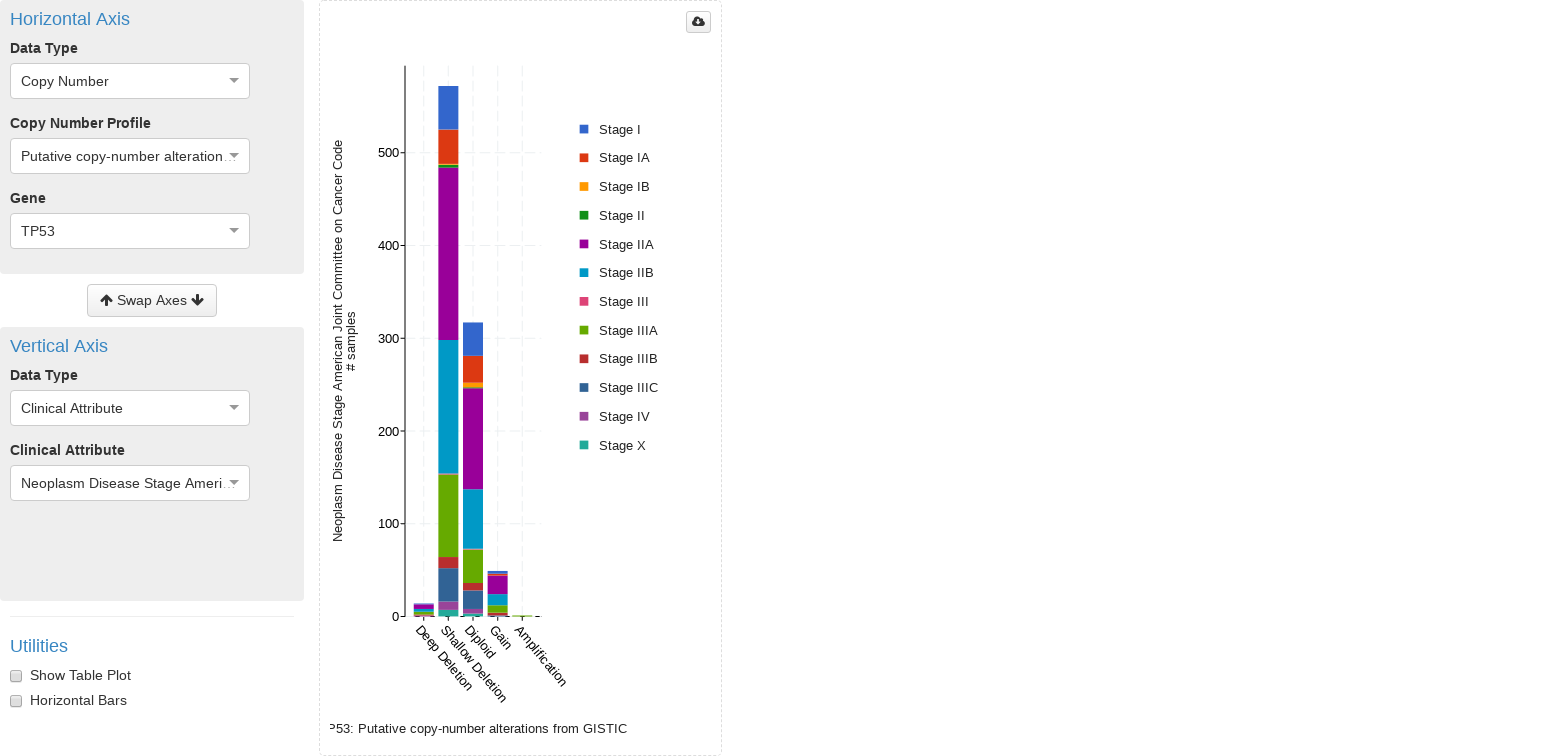 Horizontal Axis
Data Type
Copy Number
Copy Number Profile
Putative copy-number alteration…
Gene
TP53
Swap Axes
Vertical Axis
Data Type
Clinical Attribute
Clinical Attribute
Neoplasm Disease Stage Ameri…
Utilities
Show Table Plot
Horizontal Bars
Neoplasm Disease Stage American Joint Committee on Cancer Code
# samples
500
400
300
200
100
0
Deep Deletion
Shallow Deletion
Diploid
Gain
Amplification
P53: Putative copy-number alterations from GISTIC
Stage I
Stage IA
Stage IB
Stage II
Stage IIA
Stage IIB
Stage III
Stage IIIA
Stage IIIB
Stage IIIC
Stage IV
Stage X